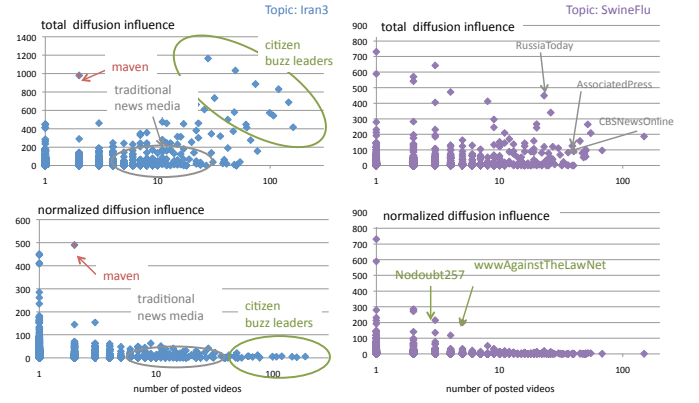 Topic: Iran3
total diffusion influence
1400
1200
1000
800
600
400
200
0
1
10
100
maven
traditional
news media
citizen
buzz leaders
Topic: SwineFlu
total diffusion influence
900
800
700
600
500
400
300
200
100
0
1
10
100
RussiaToday
AssociatedPress
CBSNewsOnline
normalized diffusion influence
600
500
400
300
200
100
0
1
10
100
maven
traditional
news media
citizen
buzz leaders
number of posted videos
normalized diffusion influence
900
800
700
600
500
400
300
200
100
0
1
10
100
Nodoubt257
wwwAgainstTheLawNet
number of posted videos